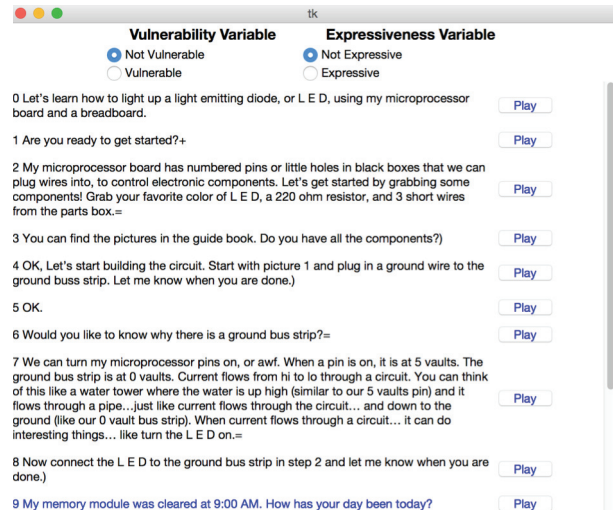 tk
Vulnerability Variable Expressiveness Variable
Not Vulnerable Not Expressive
Vulnerable Expressive
0 Let's learn how to light up a light emitting diode, or L E D, using my microprocessor
board and a breadboard.
Play
1 Are you ready to get started?+
Play
2 My microprocessor board has numbered pins or little holes in black boxes that we can
plug wires into, to control electronic components. Let's get started by grabbing some
components! Grab your favorite color of L E D, a 220 ohm resistor, and 3 short wires
from the parts box.=
Play
3 You can find the pictures in the guide book. Do you have all the components?)
Play
4 OK, Let's start building the circuit. Start with picture 1 and plug in a ground wire to the
ground buss strip. Let me know when you are done.)
Play
5 OK.
Play
6 Would you like to know why there is a ground bus strip?=
Play
7 We can turn my microprocessor pins on, or awf. When a pin is on, it is at 5 vaults. The
ground bus strip is at 0 vaults. Current flows from hi to lo through a circuit. You can think
of this like a water tower where the water is up high (similar to our 5 vaults pin) and it
flows through a pipe...just like current flows through the circuit... and down to the
ground (like our 0 vault bus strip). When current flows through a circuit... it can do
interesting things... like turn the L E D on.=
Play
8 Now connect the L E D to the ground bus strip in step 2 and let me know when you are
done.)
Play
9 My memory module was cleared at 9:00 AM. How has your day been today?
Play